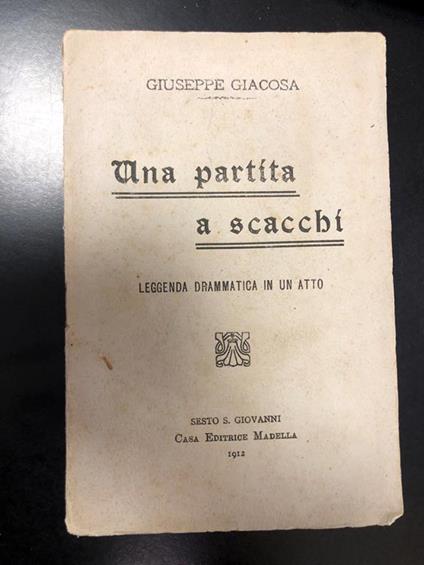 GIUSEPPE GIACOSA
Una partita
a scacchi
LEGGENDA DRAMMATICA IN UN ATTO
SESTO S. GIOVANNI
CASA EDITRICE MADELLA
1912